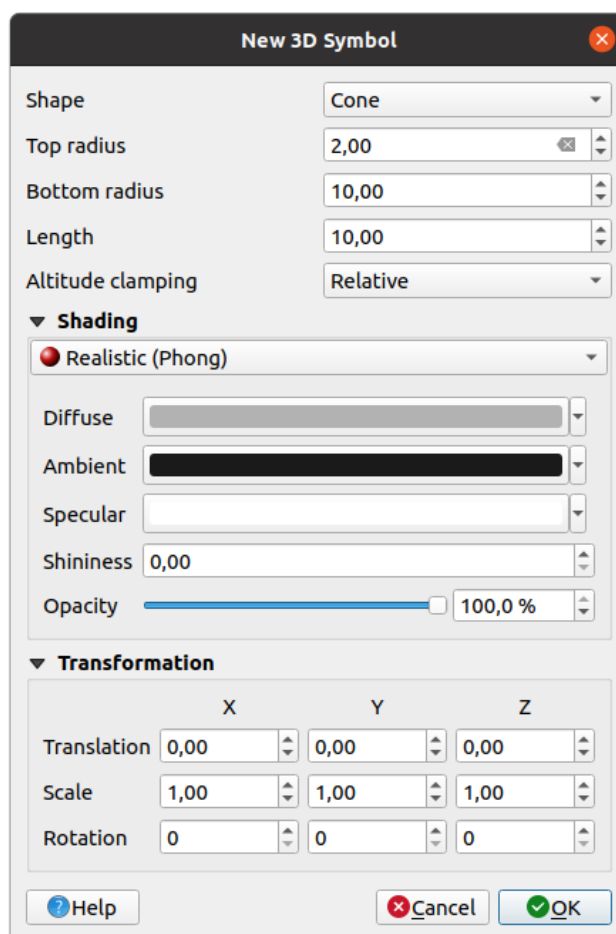 New 3D Symbol
Shape Cone
Top radius 2,00
Bottom radius 10,00
Length 10,00
Altitude clamping Relative
Shading
Realistic (Phong)
Diffuse
Ambient
Specular
Shininess 0,00
Opacity 100,0 %
Transformation
X Y Z
Translation 0,00 0,00 0,00
Scale 1,00 1,00 1,00
Rotation 0 0 0
Help Cancel OK